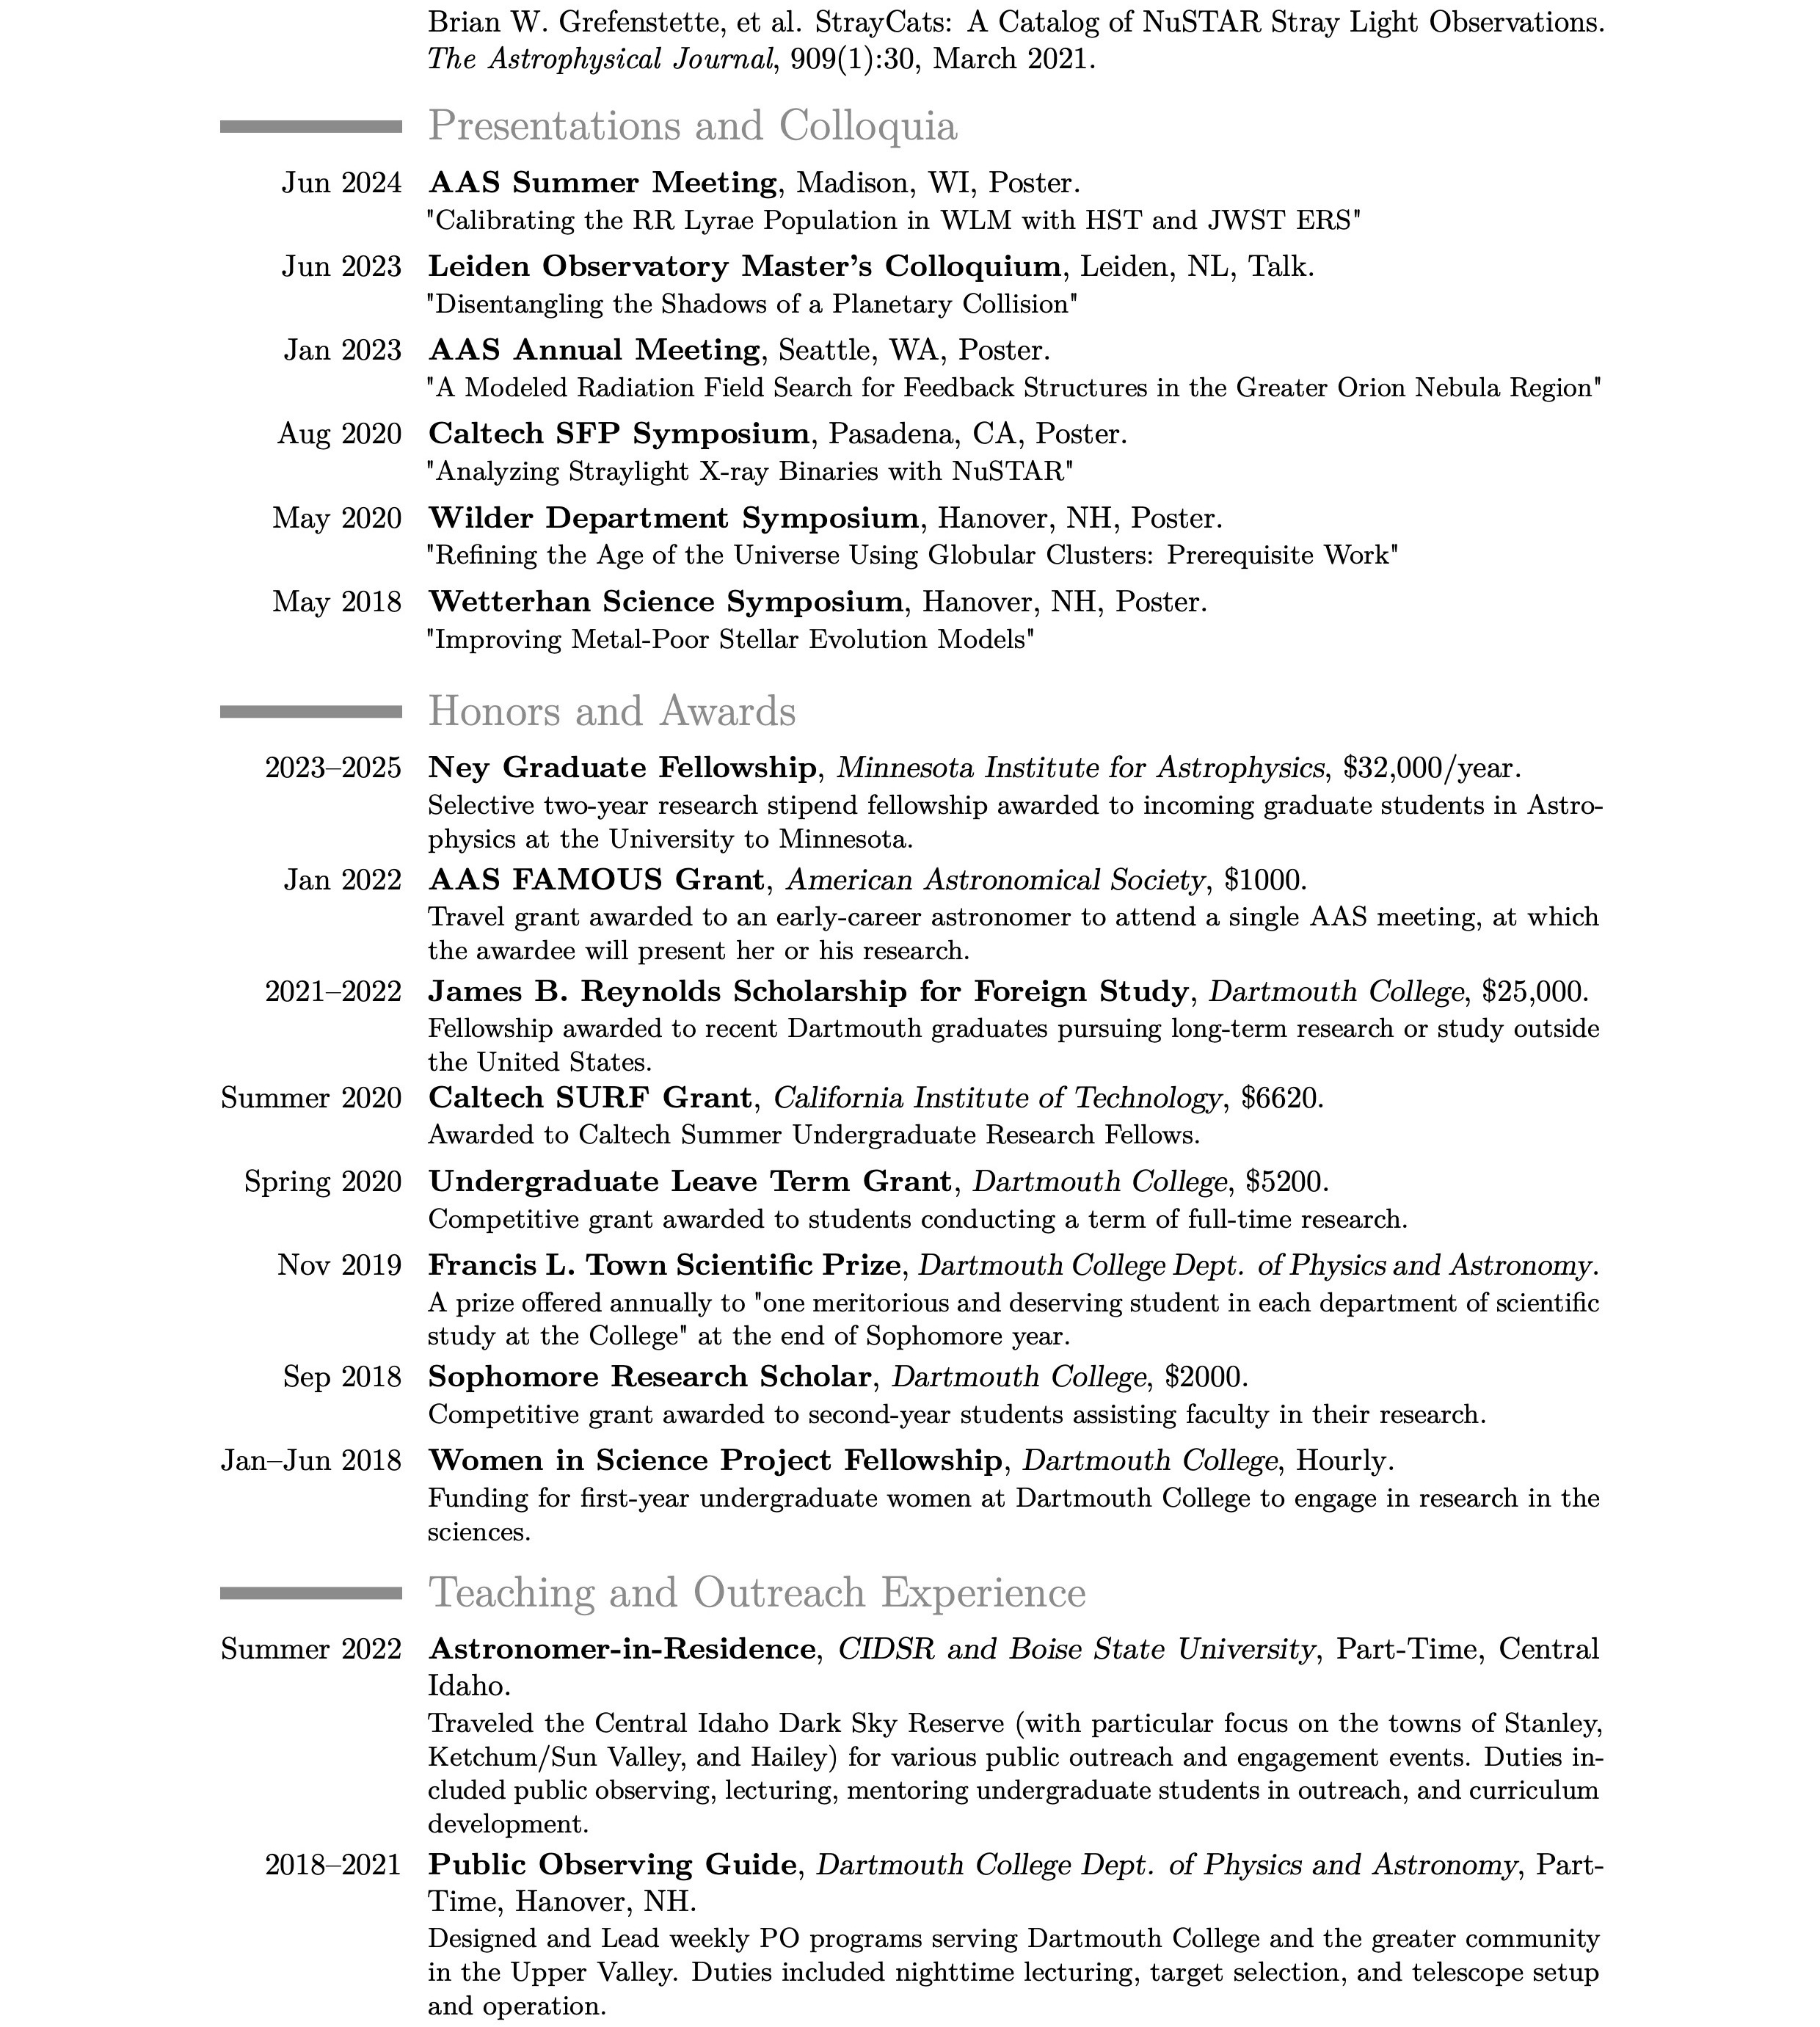 Brian W. Grefenstette, et al. StrayCats: A Catalog of NuSTAR Stray Light Observations.
The Astrophysical Journal, 909(1):30, March 2021.
Presentations and Colloquia
Jun 2024 AAS Summer Meeting, Madison, WI, Poster.
"Calibrating the RR Lyrae Population in WLM with HST and JWST ERS"
Jun 2023 Leiden Observatory Master's Colloquium, Leiden, NL, Talk.
"Disentangling the Shadows of a Planetary Collision"
Jan 2023 AAS Annual Meeting, Seattle, WA, Poster.
"A Modeled Radiation Field Search for Feedback Structures in the Greater Orion Nebula Region"
Aug 2020 Caltech SFP Symposium, Pasadena, CA, Poster.
"Analyzing Straylight X-ray Binaries with NuSTAR"
May 2020 Wilder Department Symposium, Hanover, NH, Poster.
"Refining the Age of the Universe Using Globular Clusters: Prerequisite Work"
May 2018 Wetterhan Science Symposium, Hanover, NH, Poster.
"Improving Metal-Poor Stellar Evolution Models"
Honors and Awards
2023–2025 Ney Graduate Fellowship, Minnesota Institute for Astrophysics, $32,000/year.
Selective two-year research stipend fellowship awarded to incoming graduate students in Astro-
physics at the University to Minnesota.
Jan 2022 AAS FAMOUS Grant, American Astronomical Society, $1000.
Travel grant awarded to an early-career astronomer to attend a single AAS meeting, at which
the awardee will present her or his research.
2021–2022 James B. Reynolds Scholarship for Foreign Study, Dartmouth College, $25,000.
Fellowship awarded to recent Dartmouth graduates pursuing long-term research or study outside
the United States.
Summer 2020 Caltech SURF Grant, California Institute of Technology, $6620.
Awarded to Caltech Summer Undergraduate Research Fellows.
Spring 2020 Undergraduate Leave Term Grant, Dartmouth College, $5200.
Competitive grant awarded to students conducting a term of full-time research.
Nov 2019 Francis L. Town Scientific Prize, Dartmouth College Dept. of Physics and Astronomy.
A prize offered annually to "one meritorious and deserving student in each department of scientific
study at the College" at the end of Sophomore year.
Sep 2018 Sophomore Research Scholar, Dartmouth College, $2000.
Competitive grant awarded to second-year students assisting faculty in their research.
Jan–Jun 2018 Women in Science Project Fellowship, Dartmouth College, Hourly.
Funding for first-year undergraduate women at Dartmouth College to engage in research in the
sciences.
Teaching and Outreach Experience
Summer 2022 Astronomer-in-Residence, CIDSR and Boise State University, Part-Time, Central
Idaho.
Traveled the Central Idaho Dark Sky Reserve (with particular focus on the towns of Stanley,
Ketchum/Sun Valley, and Hailey) for various public outreach and engagement events. Duties in-
cluded public observing, lecturing, mentoring undergraduate students in outreach, and curriculum
development.
2018–2021 Public Observing Guide, Dartmouth College Dept. of Physics and Astronomy, Part-
Time, Hanover, NH.
Designed and Lead weekly PO programs serving Dartmouth College and the greater community
in the Upper Valley. Duties included nighttime lecturing, target selection, and telescope setup
and operation.